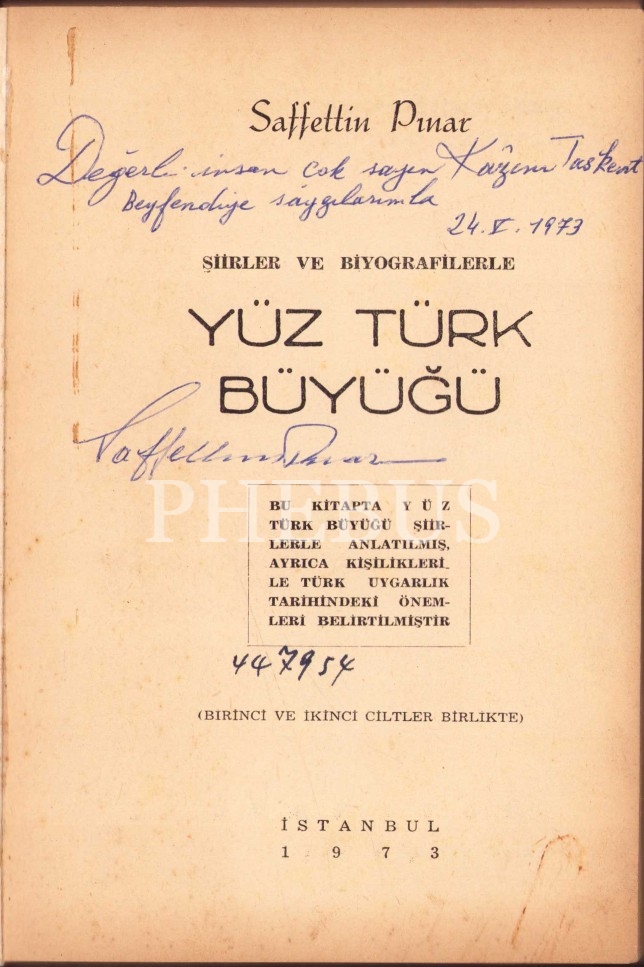 Saffettin Pınar
Değerli insan çok sayın Kâzım Taşkent
Beyfendiye saygılarımla
24.V.1973
ŞİİRLER VE BİYOGRAFİLERLE
YÜZ TÜRK
BÜYÜĞÜ
Saffettin Pınar
PHEBUS
BU KİTAPTA YÜZ
TÜRK BÜYÜĞÜ ŞİİR-
LERLE ANLATILMIŞ,
AYRICA KİŞİLİKLERİ-
LE TÜRK UYGARLIK
TARİHİNDEKİ ÖNEM-
LERİ BELİRTİLMİŞTİR
447954
(BIRİNCİ VE İKİNCİ CİLTLER BİRLİKTE)
İSTANBUL
1973